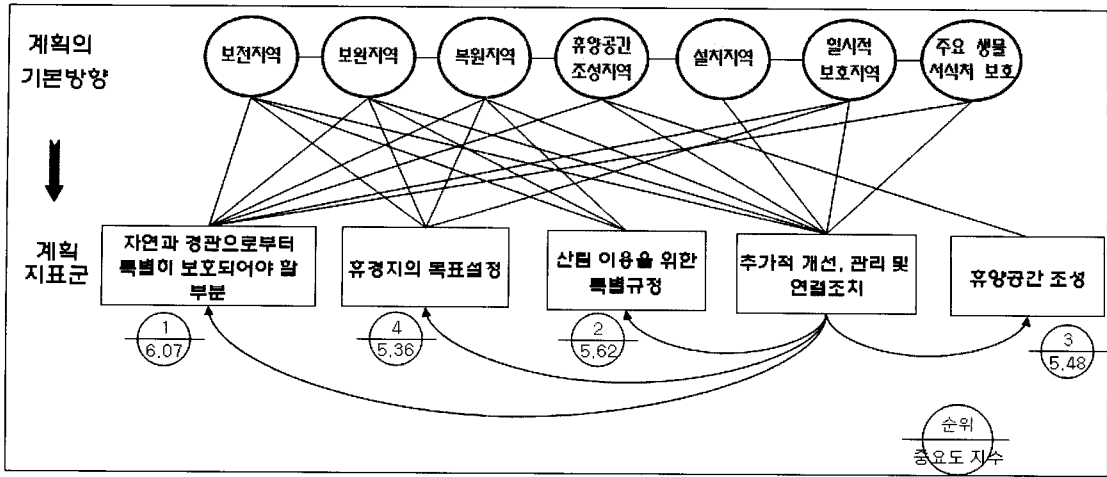 계획의
기본방향
보전지역
보완지역
복원지역
휴양공간
조성지역
설치지역
일시적
보호지역
주요 생물
서식처 보호
계획
지표군
자연과 경관으로부터
특별히 보호되어야 할
부분
휴경지의 목표설정
산림 이용을 위한
특별규정
추가적 개선, 관리 및
연결조치
휴양공간 조성
1
6.07
4
5.36
2
5.62
3
5.48
순위
중요도 지수